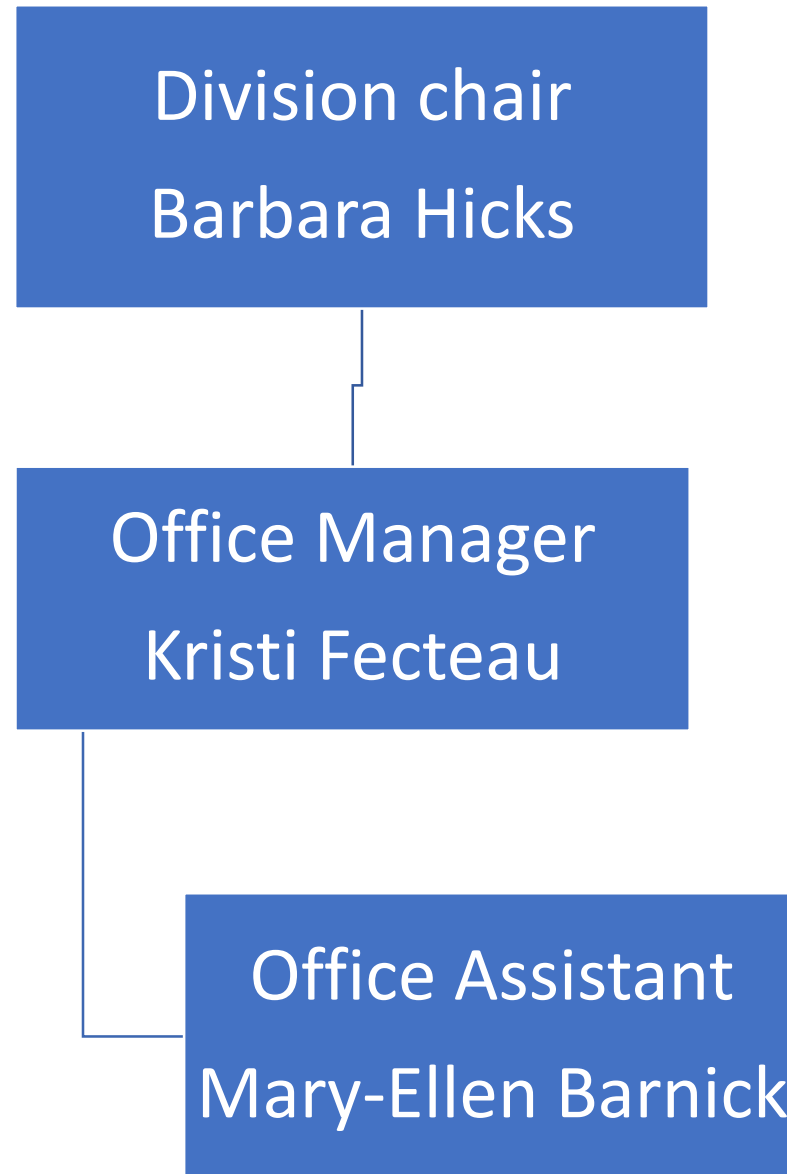 Division chair
Barbara Hicks
Office Manager
Kristi Fecteau
Office Assistant
Mary-Ellen Barnick